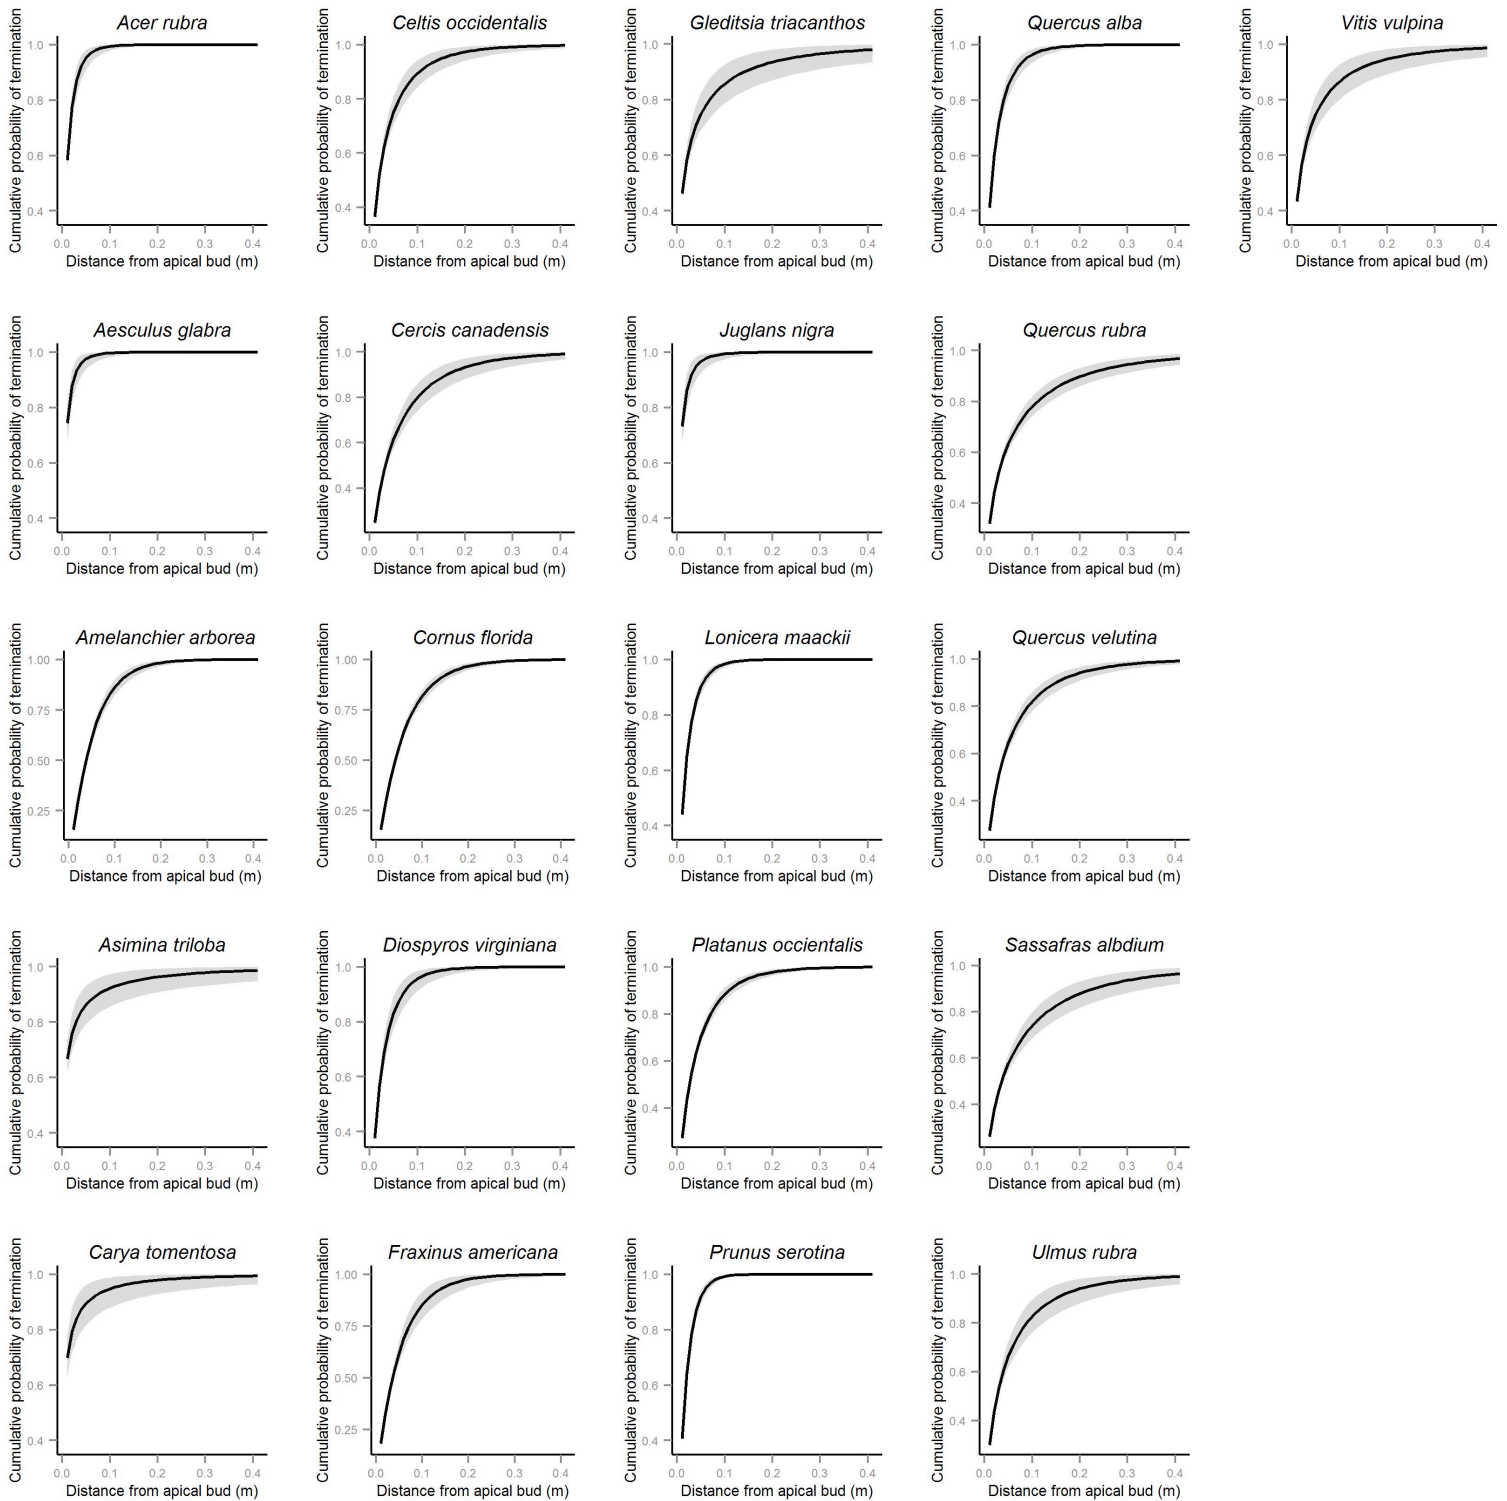 Acer rubra
Cumulative probability of termination
1.0
0.8
0.6
0.4
0.0 0.1 0.2 0.3 0.4
Distance from apical bud (m)
Celtis occidentalis
Cumulative probability of termination
1.0
0.8
0.6
0.4
0.0 0.1 0.2 0.3 0.4
Distance from apical bud (m)
Gleditsia triacanthos
Cumulative probability of termination
1.0
0.8
0.6
0.4
0.0 0.1 0.2 0.3 0.4
Distance from apical bud (m)
Quercus alba
Cumulative probability of termination
1.0
0.8
0.6
0.4
0.0 0.1 0.2 0.3 0.4
Distance from apical bud (m)
Vitis vulpina
Cumulative probability of termination
1.0
0.8
0.6
0.4
0.0 0.1 0.2 0.3 0.4
Distance from apical bud (m)
Aesculus glabra
Cumulative probability of termination
1.0
0.8
0.6
0.4
0.0 0.1 0.2 0.3 0.4
Distance from apical bud (m)
Cercis canadensis
Cumulative probability of termination
1.0
0.8
0.6
0.4
0.0 0.1 0.2 0.3 0.4
Distance from apical bud (m)
Juglans nigra
Cumulative probability of termination
1.0
0.8
0.6
0.4
0.0 0.1 0.2 0.3 0.4
Distance from apical bud (m)
Quercus rubra
Cumulative probability of termination
1.0
0.8
0.6
0.4
0.0 0.1 0.2 0.3 0.4
Distance from apical bud (m)
Amelanchier arborea
Cumulative probability of termination
1.00
0.75
0.50
0.25
0.0 0.1 0.2 0.3 0.4
Distance from apical bud (m)
Cornus florida
Cumulative probability of termination
1.00
0.75
0.50
0.25
0.0 0.1 0.2 0.3 0.4
Distance from apical bud (m)
Lonicera maackii
Cumulative probability of termination
1.0
0.8
0.6
0.4
0.0 0.1 0.2 0.3 0.4
Distance from apical bud (m)
Quercus velutina
Cumulative probability of termination
1.0
0.8
0.6
0.4
0.0 0.1 0.2 0.3 0.4
Distance from apical bud (m)
Asimina triloba
Cumulative probability of termination
1.0
0.8
0.6
0.4
0.0 0.1 0.2 0.3 0.4
Distance from apical bud (m)
Diospyros virginiana
Cumulative probability of termination
1.0
0.8
0.6
0.4
0.0 0.1 0.2 0.3 0.4
Distance from apical bud (m)
Platanus occientalis
Cumulative probability of termination
1.0
0.8
0.6
0.4
0.0 0.1 0.2 0.3 0.4
Distance from apical bud (m)
Sassafras albdium
Cumulative probability of termination
1.0
0.8
0.6
0.4
0.0 0.1 0.2 0.3 0.4
Distance from apical bud (m)
Carya tomentosa
Cumulative probability of termination
1.0
0.8
0.6
0.4
0.0 0.1 0.2 0.3 0.4
Distance from apical bud (m)
Fraxinus americana
Cumulative probability of termination
1.00
0.75
0.50
0.25
0.0 0.1 0.2 0.3 0.4
Distance from apical bud (m)
Prunus serotina
Cumulative probability of termination
1.0
0.8
0.6
0.4
0.0 0.1 0.2 0.3 0.4
Distance from apical bud (m)
Ulmus rubra
Cumulative probability of termination
1.0
0.8
0.6
0.4
0.0 0.1 0.2 0.3 0.4
Distance from apical bud (m)